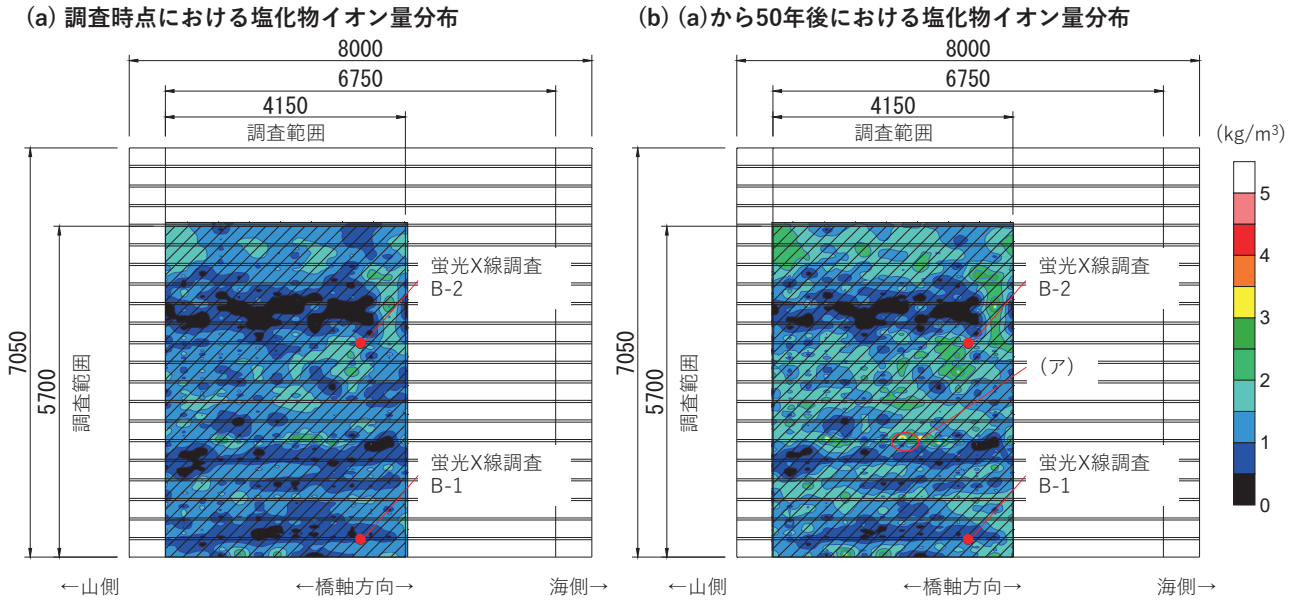 (a) 調査時点における塩化物イオン量分布
8000
6750
4150
調査範囲
7050
5700
調査範囲
蛍光X線調査
B-2
蛍光X線調査
B-1
←山側
←橋軸方向→
海側→
(b) (a)から50年後における塩化物イオン量分布
8000
6750
4150
調査範囲
7050
5700
調査範囲
蛍光X線調査
B-2
(ア)
蛍光X線調査
B-1
←山側
←橋軸方向→
海側→
(kg/m³)
5
4
3
2
1
0